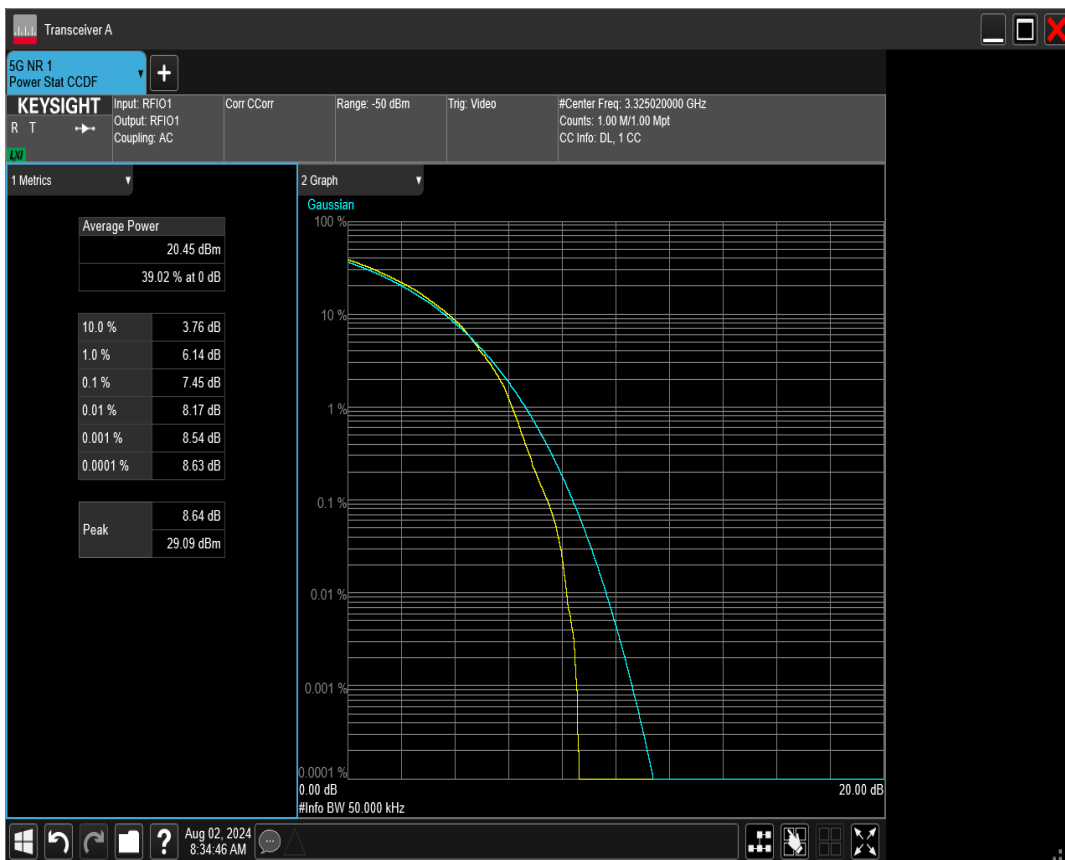 Transceiver A
5G NR 1
Power Stat CCDF
KEYSIGHT
R T
LXI
Input: RFIO1
Output: RFIO1
Coupling: AC
Corr CCorr
Range: -50 dBm
Trig: Video
#Center Freq: 3.325020000 GHz
Counts: 1.00 M/1.00 Mpt
CC Info: DL, 1 CC
1 Metrics
Average Power
20.45 dBm
39.02 % at 0 dB
10.0 % 3.76 dB
1.0 % 6.14 dB
0.1 % 7.45 dB
0.01 % 8.17 dB
0.001 % 8.54 dB
0.0001 % 8.63 dB
Peak
8.64 dB
29.09 dBm
2 Graph
Gaussian
100 %
10 %
1 %
0.1 %
0.01 %
0.001 %
0.0001 %
0.00 dB 20.00 dB
#Info BW 50.000 kHz
?
Aug 02, 2024
8:34:46 AM